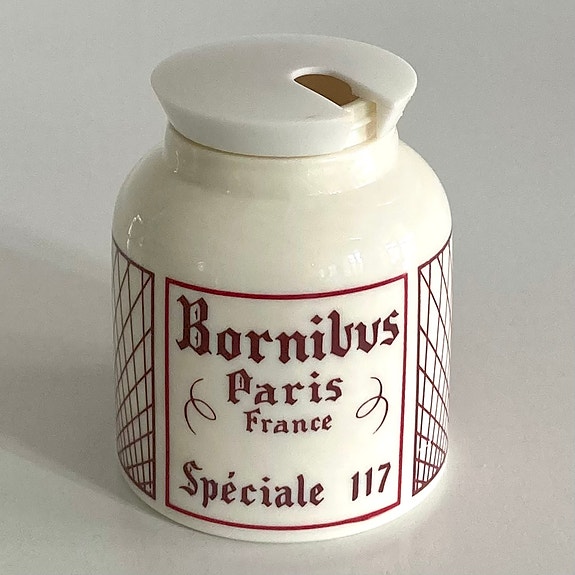 Bornibus
Paris
France
Spéciale 117